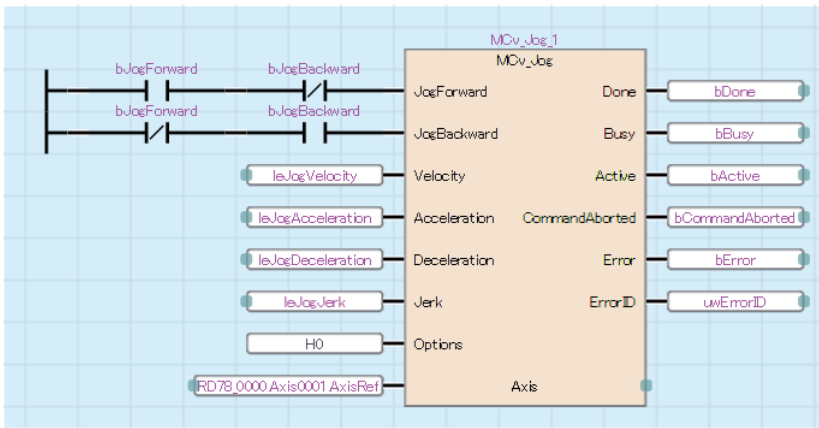 MCv_Jog_1
MCv_Jog
bJogForward bJogBackward
JogForward Done bDone
bJogForward bJogBackward
JogBackward Busy bBusy
leJogVelocity Velocity Active bActive
leJogAcceleration Acceleration CommandAborted bCommandAborted
leJogDeceleration Deceleration Error bError
leJogJerk Jerk ErrorID uwErrorID
H0 Options
RD78_0000.Axis0001.AxisRef Axis